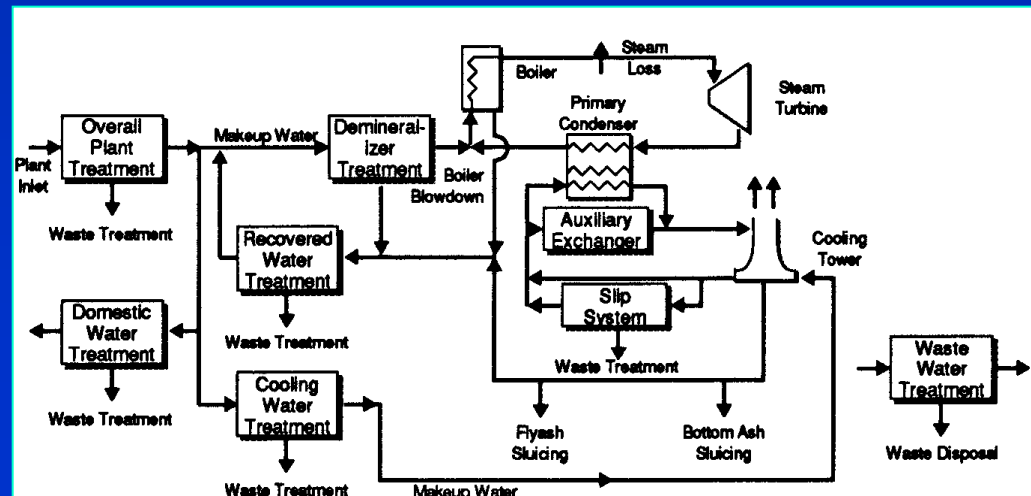 Steam
Loss
Boiler
Steam
Turbine
Primary
Condenser
Overall
Plant
Treatment
Plant
Inlet
Makeup Water
Demineral-
izer
Treatment
Boiler
Blowdown
Waste Treatment
Recovered
Water
Treatment
Auxiliary
Exchanger
Cooling
Tower
Domestic
Water
Treatment
Waste Treatment
Slip
System
Waste Treatment
Waste
Water
Treatment
Waste Treatment
Cooling
Water
Treatment
Flyash
Sluicing
Bottom Ash
Sluicing
Waste Disposal
Waste Treatment
Makeup Water